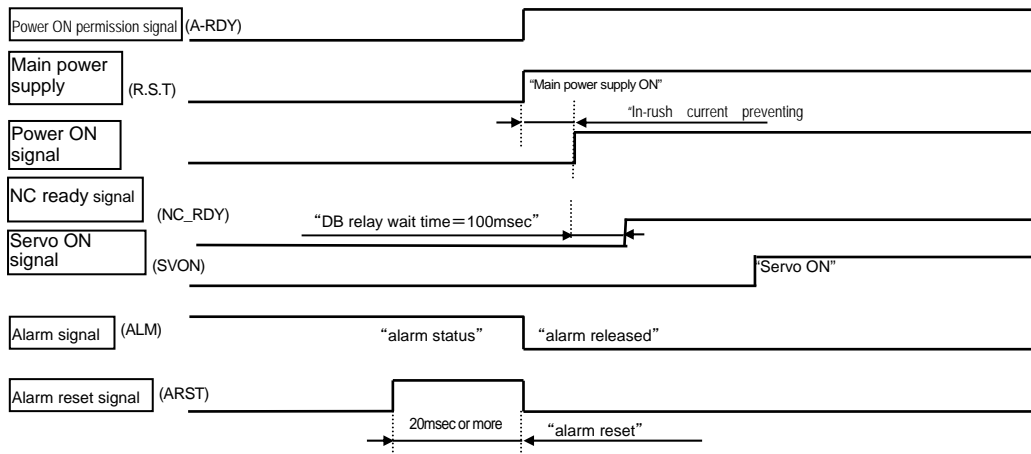 Power ON permission signal (A-RDY)
Main power
supply
(R.S.T)
"Main power supply ON"
"In-rush current preventing
Power ON
signal
NC ready signal
(NC_RDY)
“DB relay wait time＝100msec”
Servo ON
signal
(SVON)
"Servo ON"
Alarm signal (ALM)
“alarm status”
“alarm released”
Alarm reset signal (ARST)
20msec or more
“alarm reset”